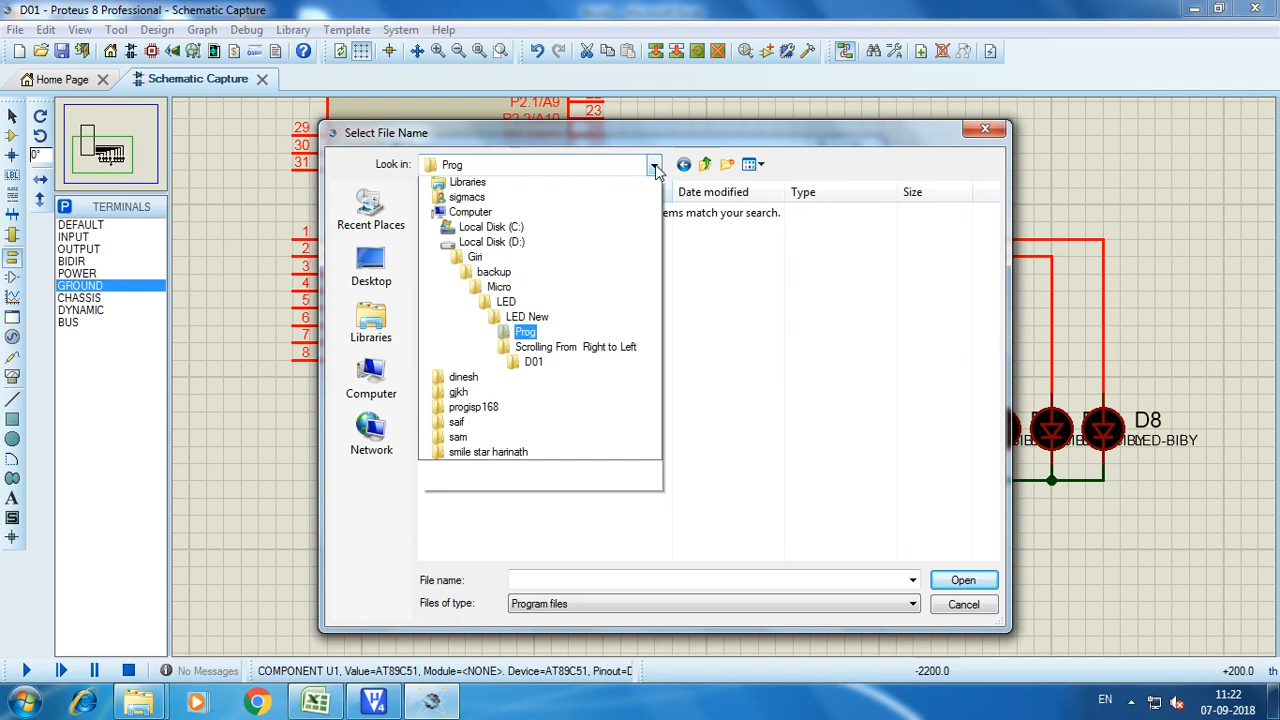 D01 - Proteus 8 Professional - Schematic Capture
File Edit View Tool Design Graph Debug Library Template System Help
Home Page
Schematic Capture
P2.1/A9
22
23
29
30
31
1
2
3
4
5
6
7
8
0°
LBL
P TERMINALS
DEFAULT
INPUT
OUTPUT
BIDIR
POWER
GROUND
CHASSIS
DYNAMIC
BUS
Select File Name
Look in: Prog
Date modified Type Size
ems match your search.
Recent Places
Desktop
Libraries
Computer
Network
Libraries
sigmacs
Computer
Local Disk (C:)
Local Disk (D:)
Giri
backup
Micro
LED
LED New
Prog
Scrolling From Right to Left
D01
dinesh
gjkh
progisp168
saif
sam
smile star harinath
File name:
Open
Files of type: Program files
Cancel
D8
LED-BIBY
No Messages
COMPONENT U1, Value=AT89C51, Module=<NONE>. Device=AT89C51, Pinout=D
-2200.0
+200.0 th
EN
11:22
07-09-2018